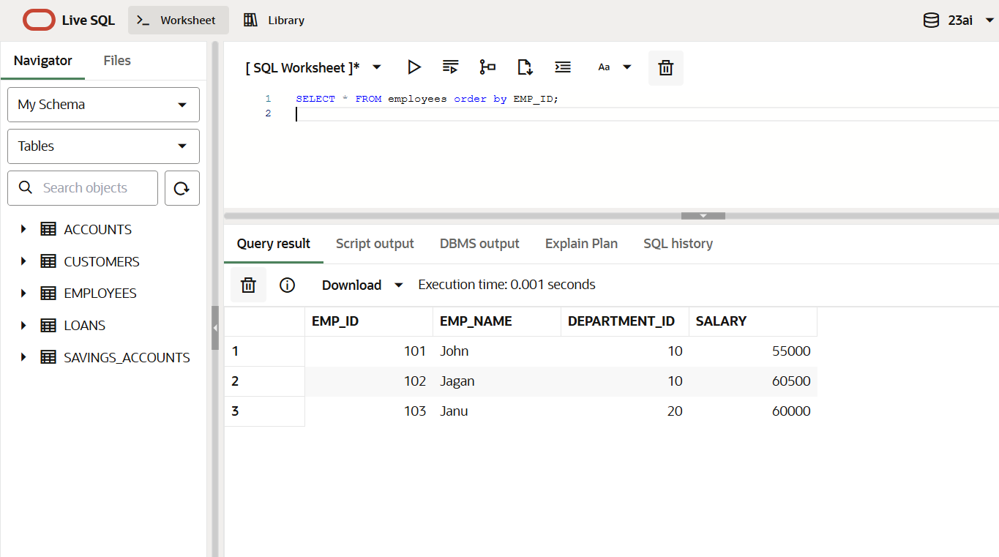 Live SQL
Worksheet
Library
23ai
Navigator
Files
My Schema
Tables
Search objects
ACCOUNTS
CUSTOMERS
EMPLOYEES
LOANS
SAVINGS_ACCOUNTS
[ SQL Worksheet ]*
Aa
1 SELECT * FROM employees order by EMP_ID;
2
Query result Script output DBMS output Explain Plan SQL history
Download Execution time: 0.001 seconds
EMP_ID EMP_NAME DEPARTMENT_ID SALARY
1 101 John 10 55000
2 102 Jagan 10 60500
3 103 Janu 20 60000